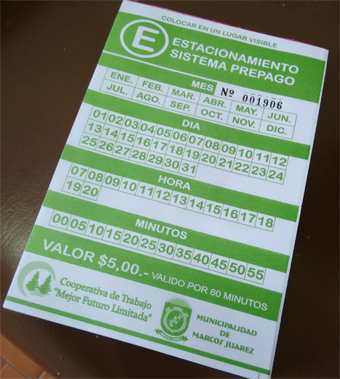 COLOCAR EN UN LUGAR VISIBLE
E ESTACIONAMIENTO
SISTEMA PREPAGO
MES Nº 001906
ENE. FEB. MAR. ABR. MAY. JUN.
JUL. AGO. SEP. OCT. NOV. DIC.
DIA
01 02 03 04 05 06 07 08 09 10 11 12
13 14 15 16 17 18 19 20 21 22 23 24
25 26 27 28 29 30 31
HORA
07 08 09 10 11 12 13 14 15 16 17 18
19 20
MINUTOS
00 05 10 15 20 25 30 35 40 45 50 55
VALOR $5,00.- VALIDO POR 60 MINUTOS
Cooperativa de Trabajo
"Mejor Futuro Limitada"
MUNICIPALIDAD
DE
MARCOS JUAREZ